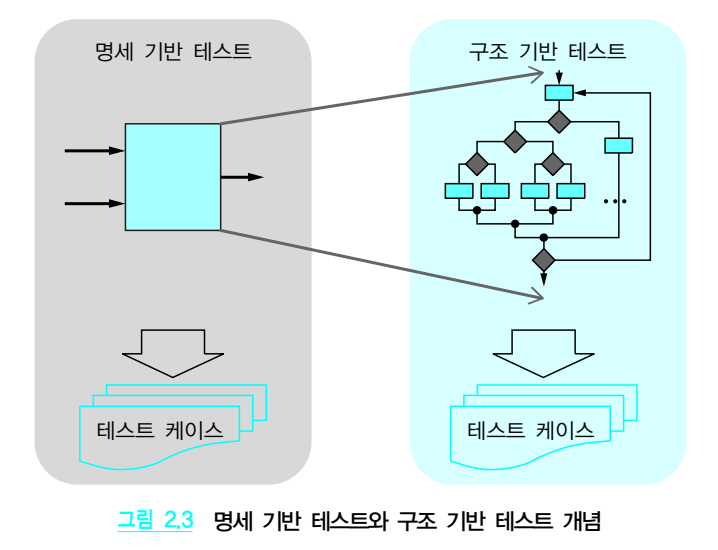 명세 기반 테스트
구조 기반 테스트
테스트 케이스
테스트 케이스
그림 2.3 명세 기반 테스트와 구조 기반 테스트 개념